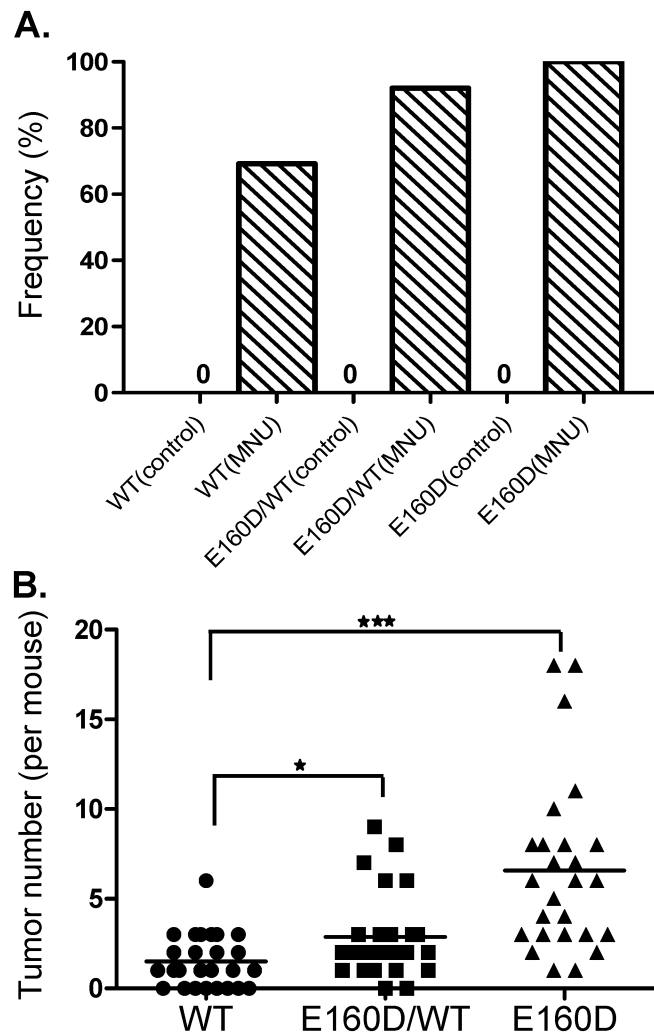 A.
Frequency (%)
100
80
60
40
20
0
0
0
0
WT(control)
WT(MNU)
E160D/WT(control)
E160D/WT(MNU)
E160D(control)
E160D(MNU)
B.
Tumor number (per mouse)
20
15
10
5
0
***
*
WT
E160D/WT
E160D